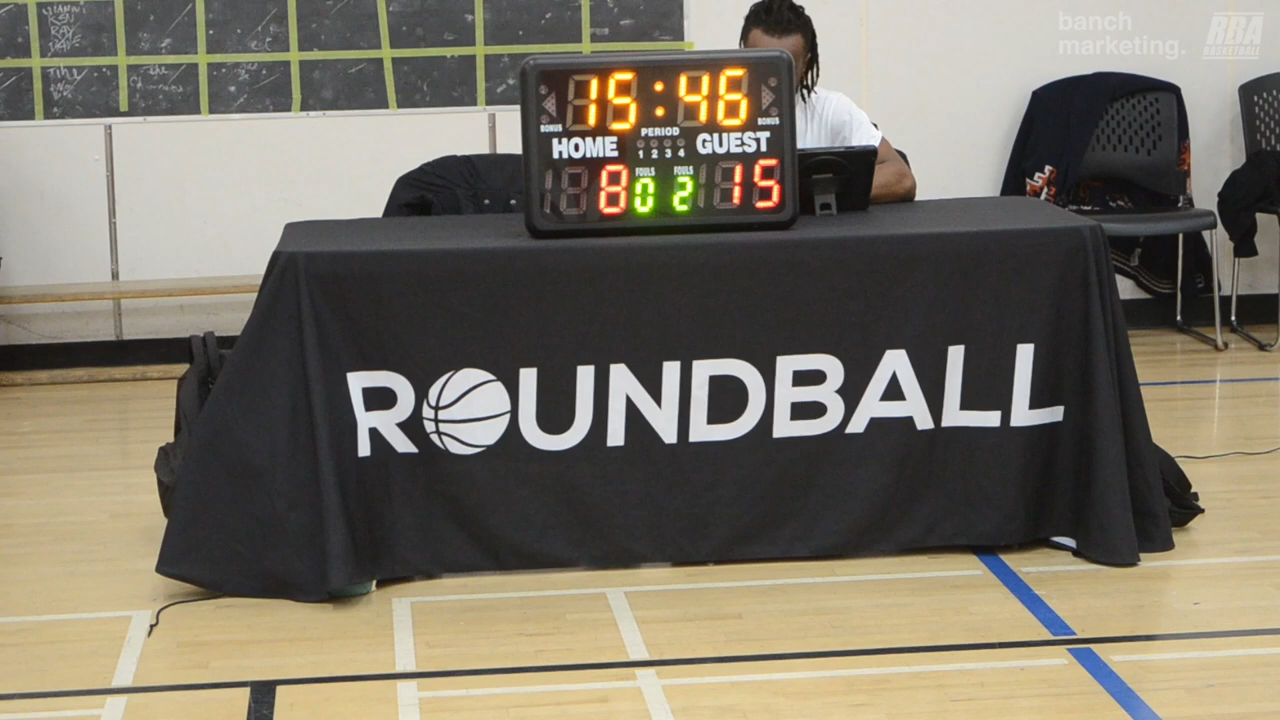 banch
marketing.
RBA
BASKETBALL
15:46
BONUS BONUS
PERIOD
HOME GUEST
1 2 3 4
FOULS FOULS
8 0 2 15
ROUNDBALL